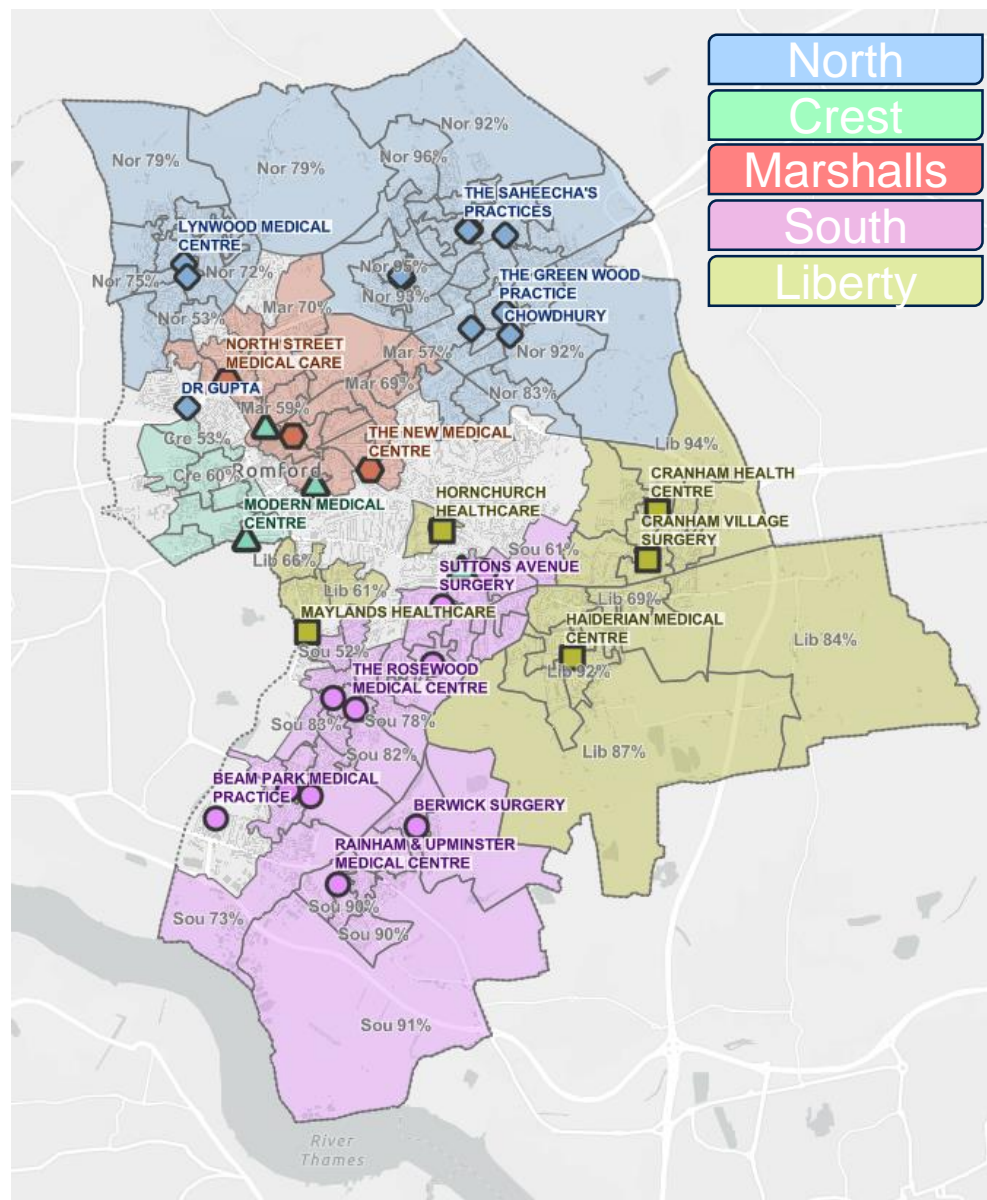 North
Crest
Marshalls
South
Liberty
Nor 92%
Nor 96%
Nor 79%
Nor 79%
THE SAHEECHA'S
PRACTICES
LYNWOOD MEDICAL
CENTRE
Nor 72%
Nor 75%
Nor 95%
Nor 93%
THE GREEN WOOD
PRACTICE
CHOWDHURY
Mar 70%
Nor 53%
NORTH STREET
MEDICAL CARE
Mar 57%
Nor 92%
Mar 69%
DR GUPTA
Nor 83%
Mar 59%
Cre 53%
THE NEW MEDICAL
CENTRE
Lib 94%
Cre 60%
Romford
CRANHAM HEALTH
CENTRE
HORNCHURCH
HEALTHCARE
MODERN MEDICAL
CENTRE
CRANHAM VILLAGE
SURGERY
Sou 61%
Lib 66%
SUTTONS AVENUE
SURGERY
Lib 61%
Lib 69%
MAYLANDS HEALTHCARE
HAIDERIAN MEDICAL
CENTRE
Lib 84%
Sou 52%
THE ROSEWOOD
MEDICAL CENTRE
Lib 92%
Sou 83%
Sou 78%
Sou 82%
Lib 87%
BEAM PARK MEDICAL
PRACTICE
BERWICK SURGERY
RAINHAM & UPMINSTER
MEDICAL CENTRE
Sou 90%
Sou 73%
Sou 90%
Sou 91%
River
Thames